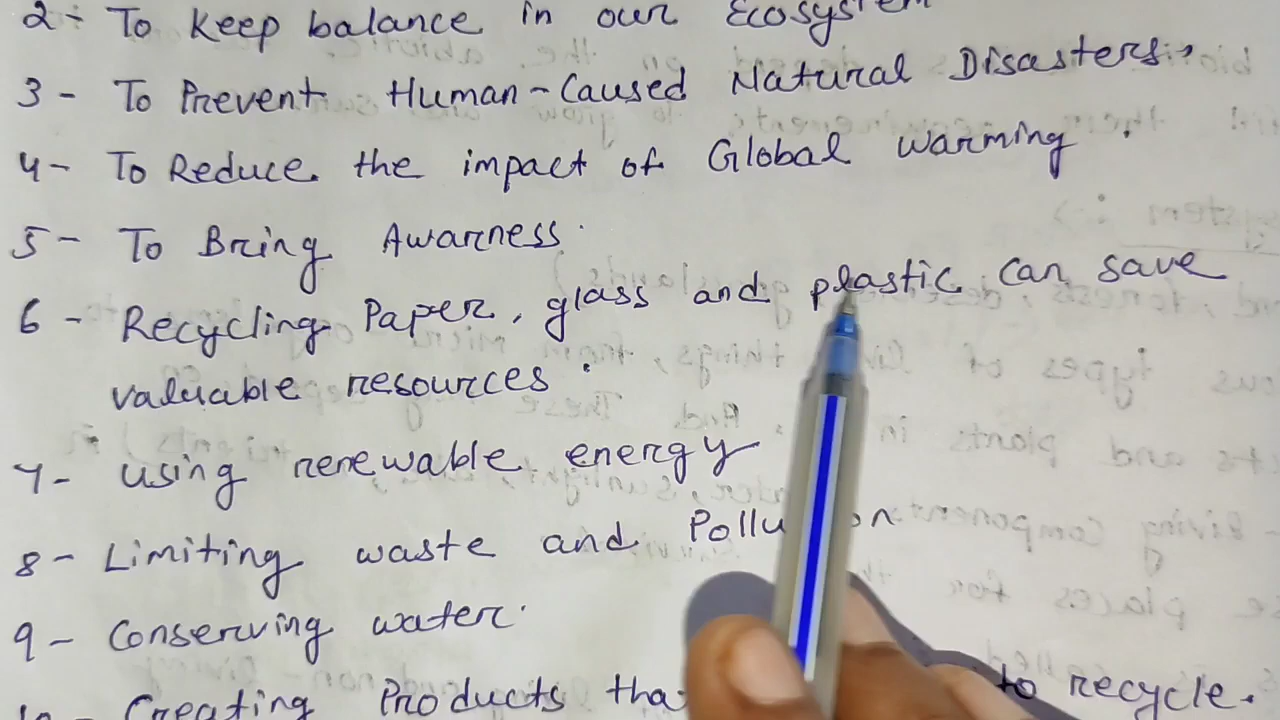 2- To Keep balance in our Ecosystem
3- To Prevent Human-Caused Natural Disasters.
4- To Reduce the impact of Global warming.
5- To Bring Awarness.
6- Recycling Paper, glass and plastic can save
valuable resources.
7- using renewable energy
8- Limiting waste and
9- Conserving water.
10- Creating Products to recycle.